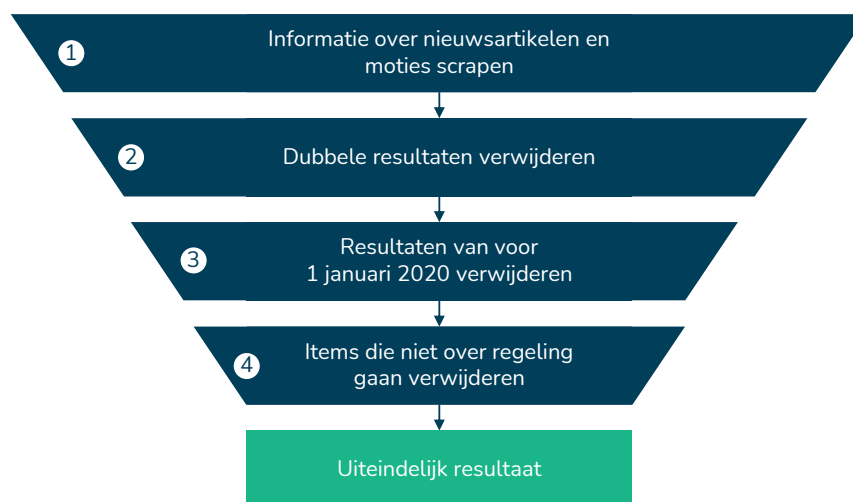 1
Informatie over nieuwsartikelen en
moties scrapen
2
Dubbele resultaten verwijderen
3
Resultaten van voor
1 januari 2020 verwijderen
4
Items die niet over regeling
gaan verwijderen
Uiteindelijk resultaat